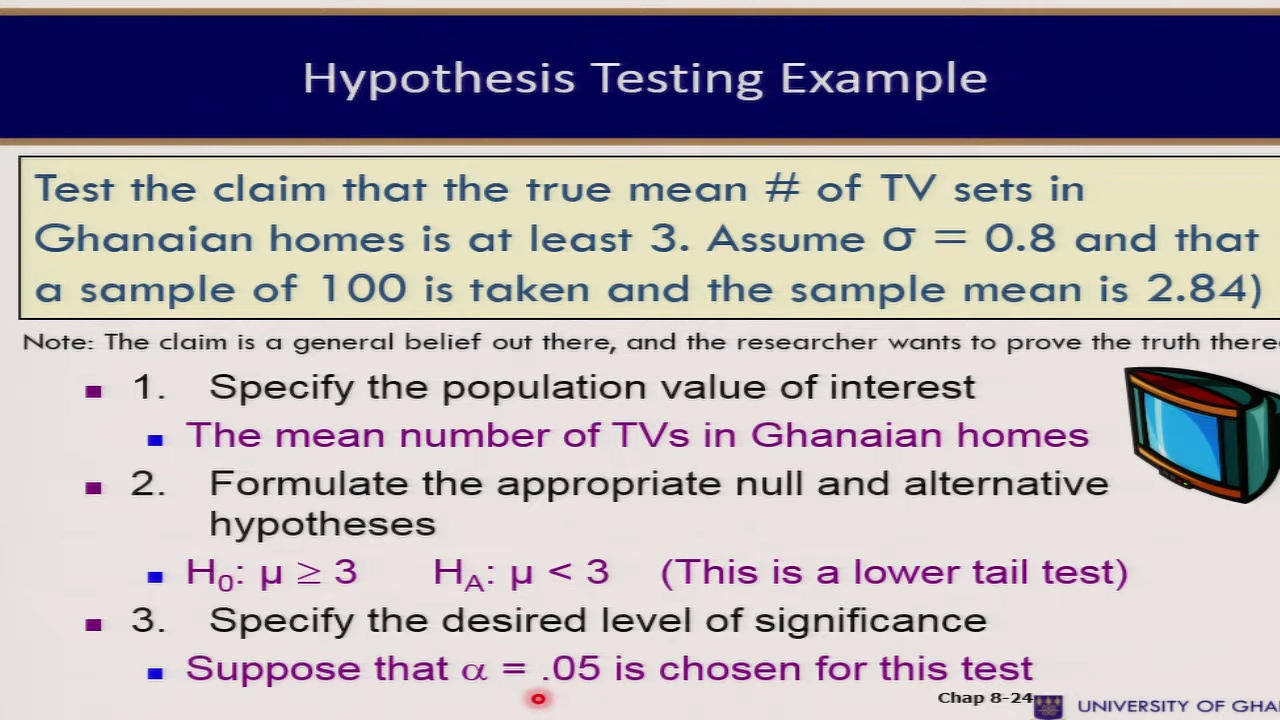 Hypothesis Testing Example
Test the claim that the true mean # of TV sets in
Ghanaian homes is at least 3. Assume σ = 0.8 and that
a sample of 100 is taken and the sample mean is 2.84)
Note: The claim is a general belief out there, and the researcher wants to prove the truth
1. Specify the population value of interest
The mean number of TVs in Ghanaian homes
2. Formulate the appropriate null and alternative
hypotheses
H₀: μ ≥ 3 Hₐ: μ < 3 (This is a lower tail test)
3. Specify the desired level of significance
Suppose that α = .05 is chosen for this test
Chap 8-24
UNIVERSITY OF